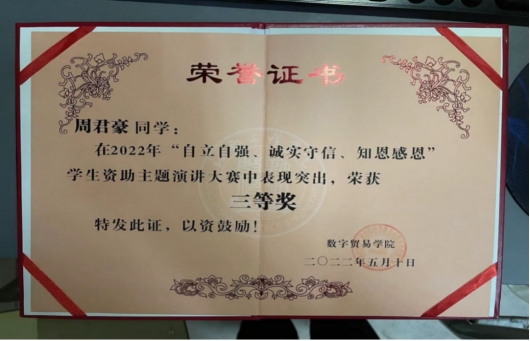 荣誉证书
周君豪 同学：
在2022年“自立自强、诚实守信、知恩感恩”
学生资助主题演讲大赛中表现突出，荣获
三等奖
特发此证，以资鼓励！
数字贸易学院
二〇二二年五月十日